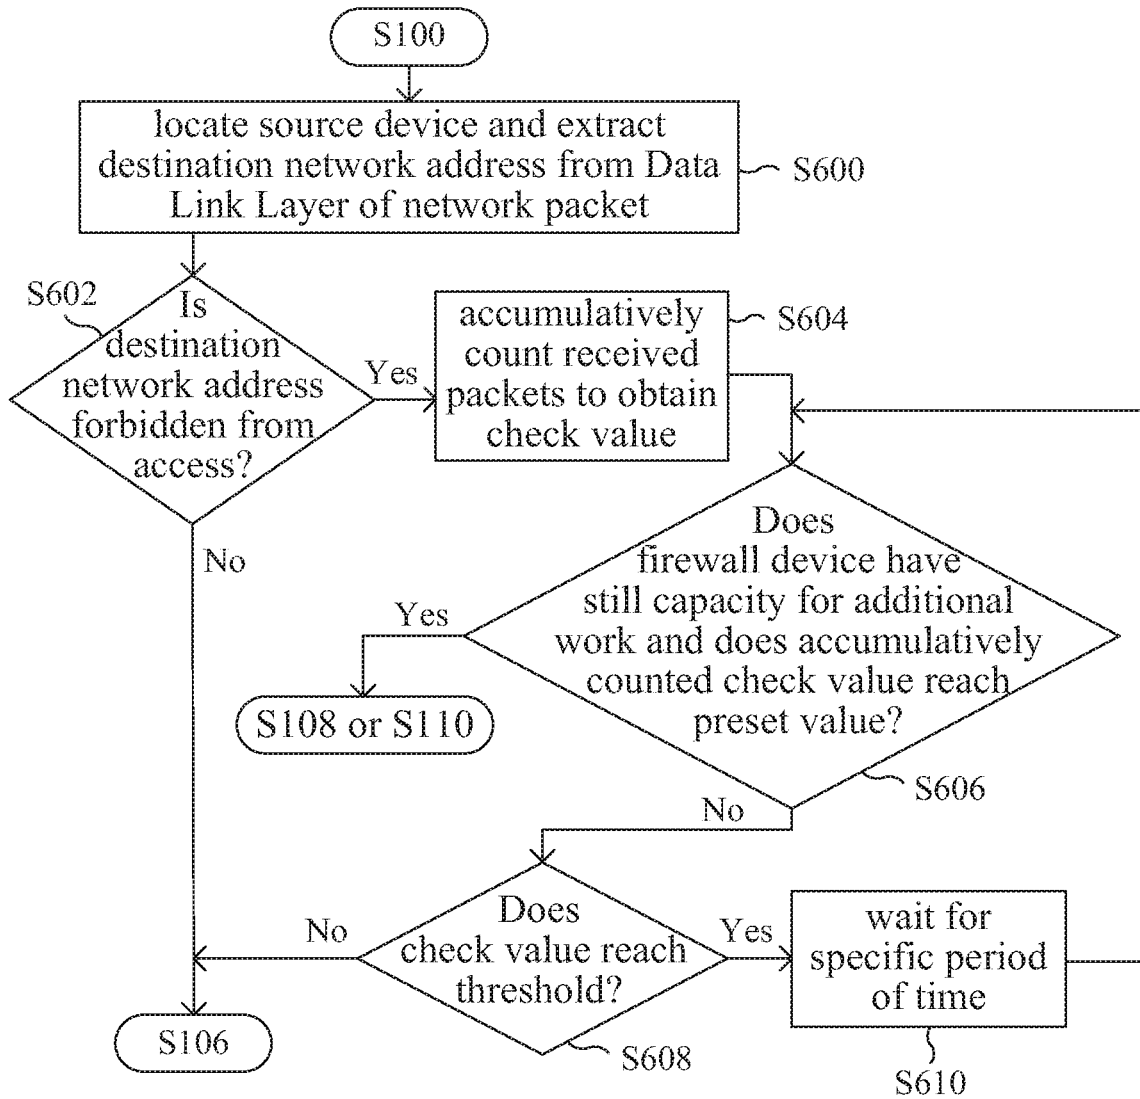 S100
locate source device and extract
destination network address from Data
Link Layer of network packet
S600
S602
Is
destination
network address
forbidden from
access?
Yes
accumulatively
count received
packets to obtain
check value
S604
No
Does
firewall device have
still capacity for additional
work and does accumulatively
counted check value reach
preset value?
Yes
S108 or S110
S606
No
Does
check value reach
threshold?
No
Yes
wait for
specific period
of time
S106
S608
S610